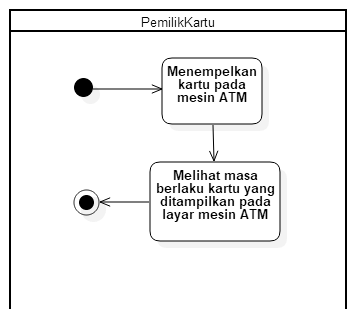 PemilikKartu
Menempelkan
kartu pada
mesin ATM
Melihat masa
berlaku kartu yang
ditampilkan pada
layar mesin ATM